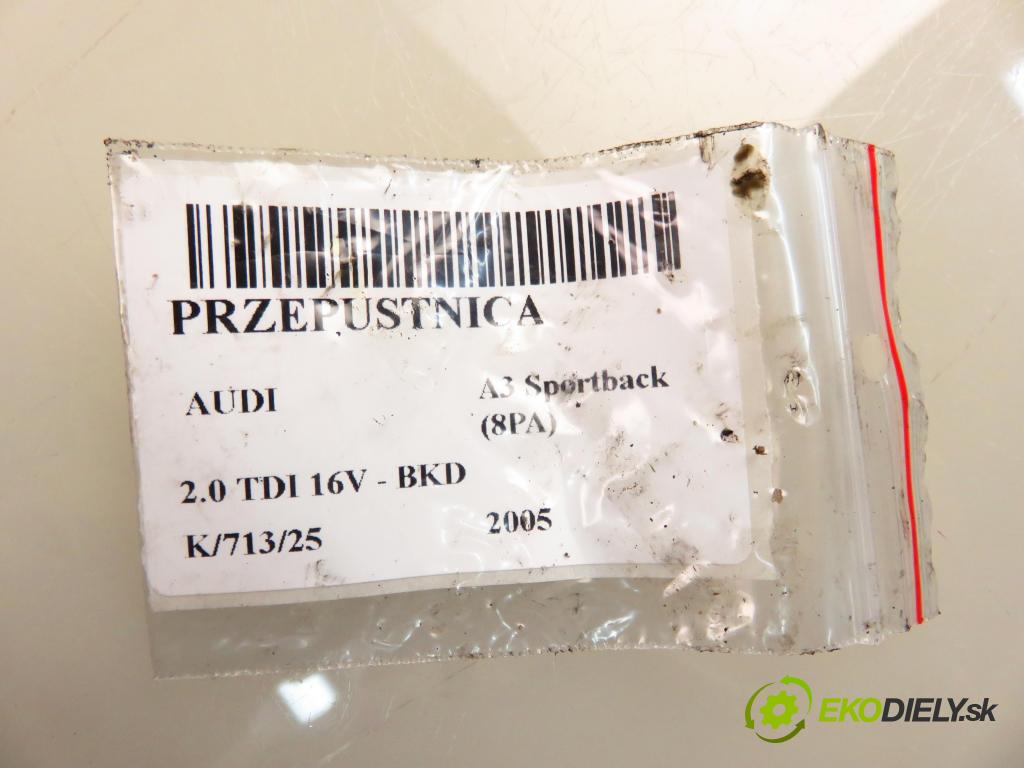 PRZEPUSTNICA
AUDI
A3 Sportback
(8PA)
2.0 TDI 16V - BKD
K/713/25
2005
EKODIELY.sk